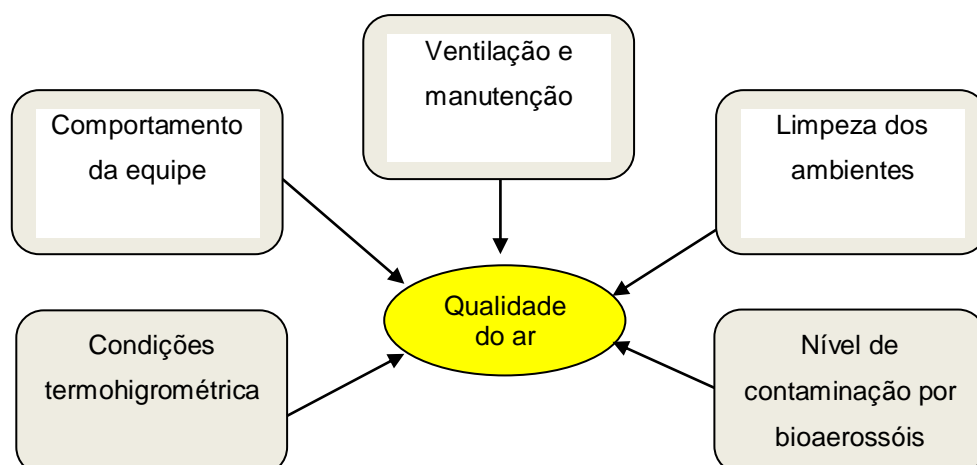 Ventilação e
manutenção
Comportamento
da equipe
Limpeza dos
ambientes
Qualidade
do ar
Condições
termohigrométrica
Nível de
contaminação por
bioaerossóis